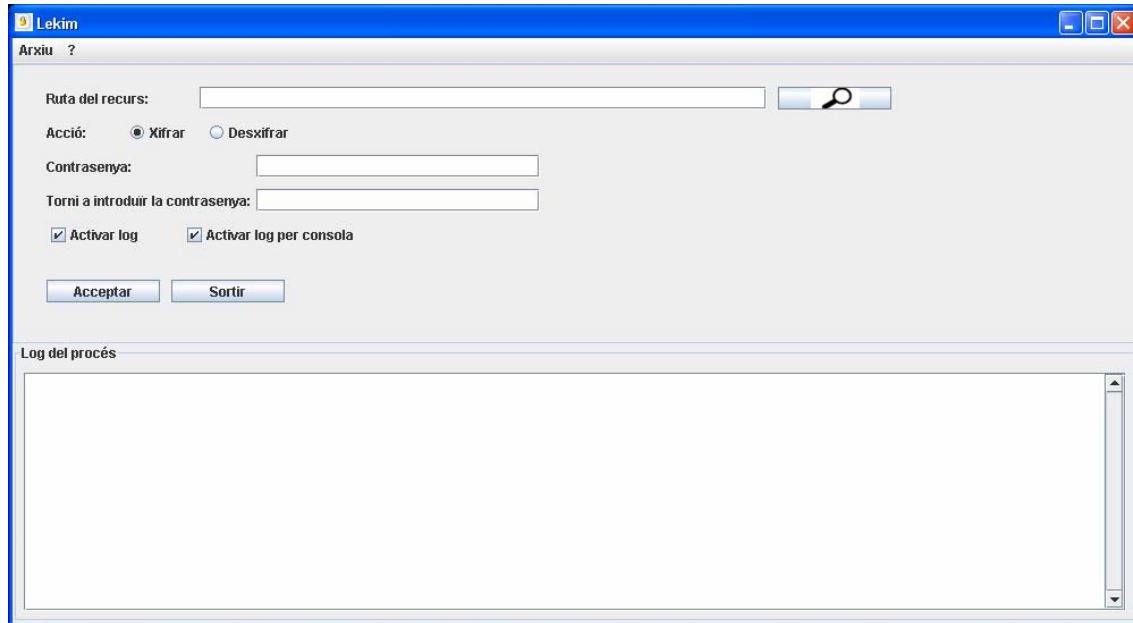 Lekim
Arxiu ?
Ruta del recurs:
Acció: Xifrar Desxifrar
Contrasenya:
Torni a introduïr la contrasenya:
Activar log Activar log per consola
Acceptar Sortir
Log del procés